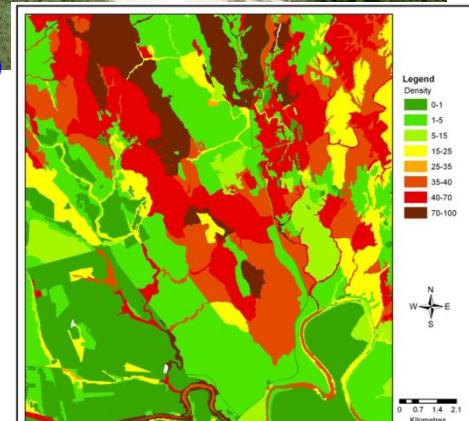 Legend
Density
0-1
1-5
5-15
15-25
25-35
35-40
40-70
70-100
N
W E
S
0 0.7 1.4 2.1
Kilometres